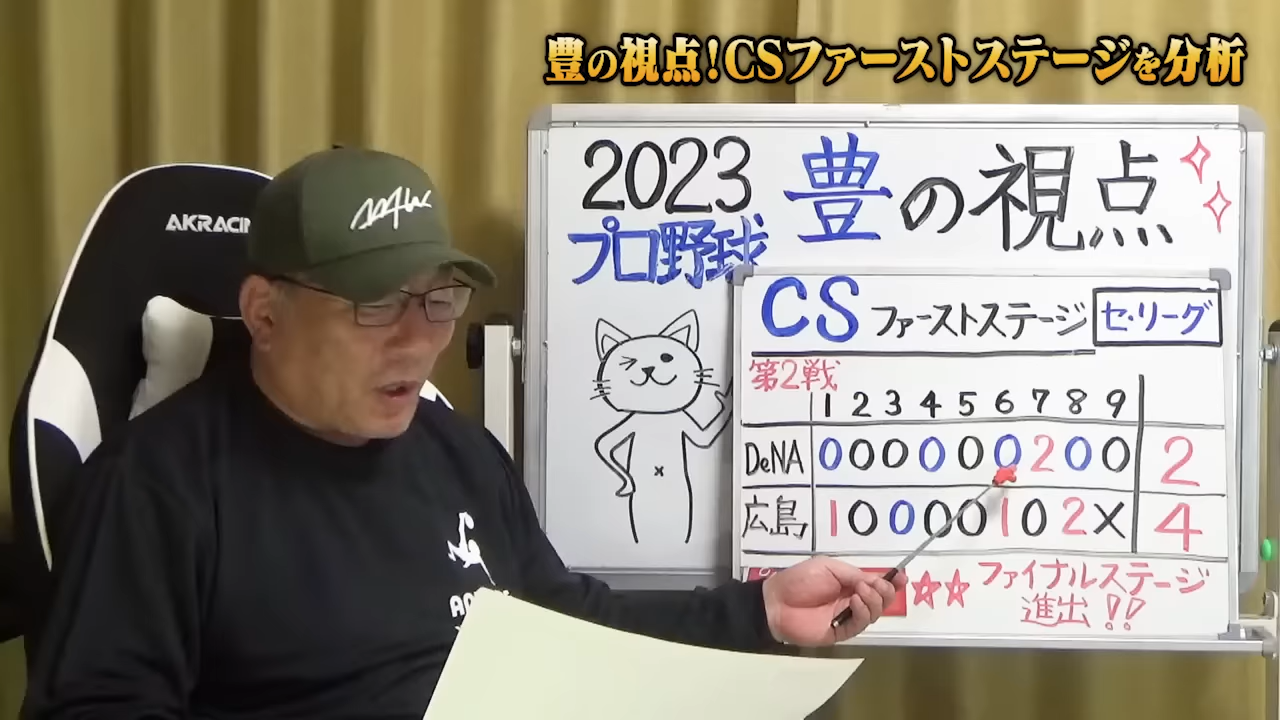 豊の視点!CSファーストステージを分析
2023 豊の視点
プロ野球
AKRACIN
CS ファーストステージ セ・リーグ
第2戦
1 2 3 4 5 6 7 8 9
DeNA 0 0 0 0 0 0 2 0 0 2
広島 1 0 0 0 0 1 0 2 X 4
☆☆ ファイナルステージ
進出!!